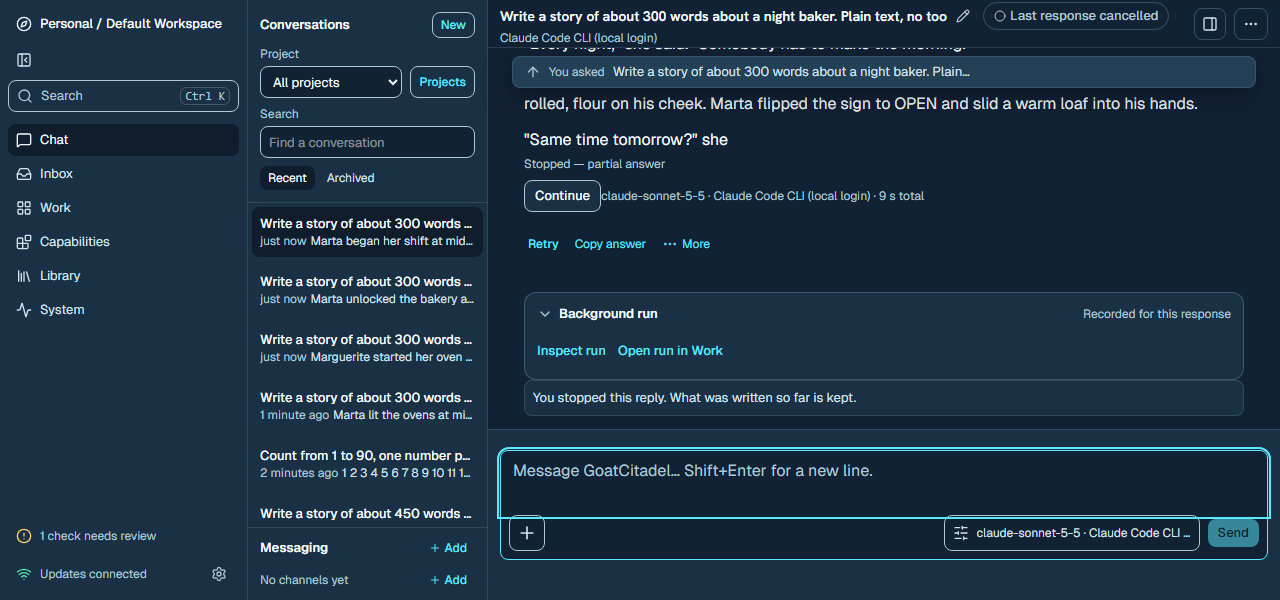 Personal / Default Workspace
Search
Ctrl K
Chat
Inbox
Work
Capabilities
Library
System
1 check needs review
Updates connected
Conversations
New
Project
All projects
Projects
Search
Find a conversation
Recent
Archived
Write a story of about 300 words ...
just now Marta began her shift at mid...
Write a story of about 300 words ...
just now Marta unlocked the bakery a...
Write a story of about 300 words ...
just now Marguerite started her oven ...
Write a story of about 300 words ...
1 minute ago Marta lit the ovens at mi...
Count from 1 to 90, one number p...
2 minutes ago 1 2 3 4 5 6 7 8 9 10 11 1...
Write a story of about 450 words ...
Messaging
+ Add
No channels yet
+ Add
Write a story of about 300 words about a night baker. Plain text, no too
Last response cancelled
Claude Code CLI (local login)
"Every night," she said. "Somebody has to make the morning."
You asked Write a story of about 300 words about a night baker. Plain...
rolled, flour on his cheek. Marta flipped the sign to OPEN and slid a warm loaf into his hands.
"Same time tomorrow?" she
Stopped — partial answer
Continue
claude-sonnet-5-5 · Claude Code CLI (local login) · 9 s total
Retry
Copy answer
··· More
Background run
Recorded for this response
Inspect run
Open run in Work
You stopped this reply. What was written so far is kept.
Message GoatCitadel... Shift+Enter for a new line.
claude-sonnet-5-5 · Claude Code CLI ...
Send